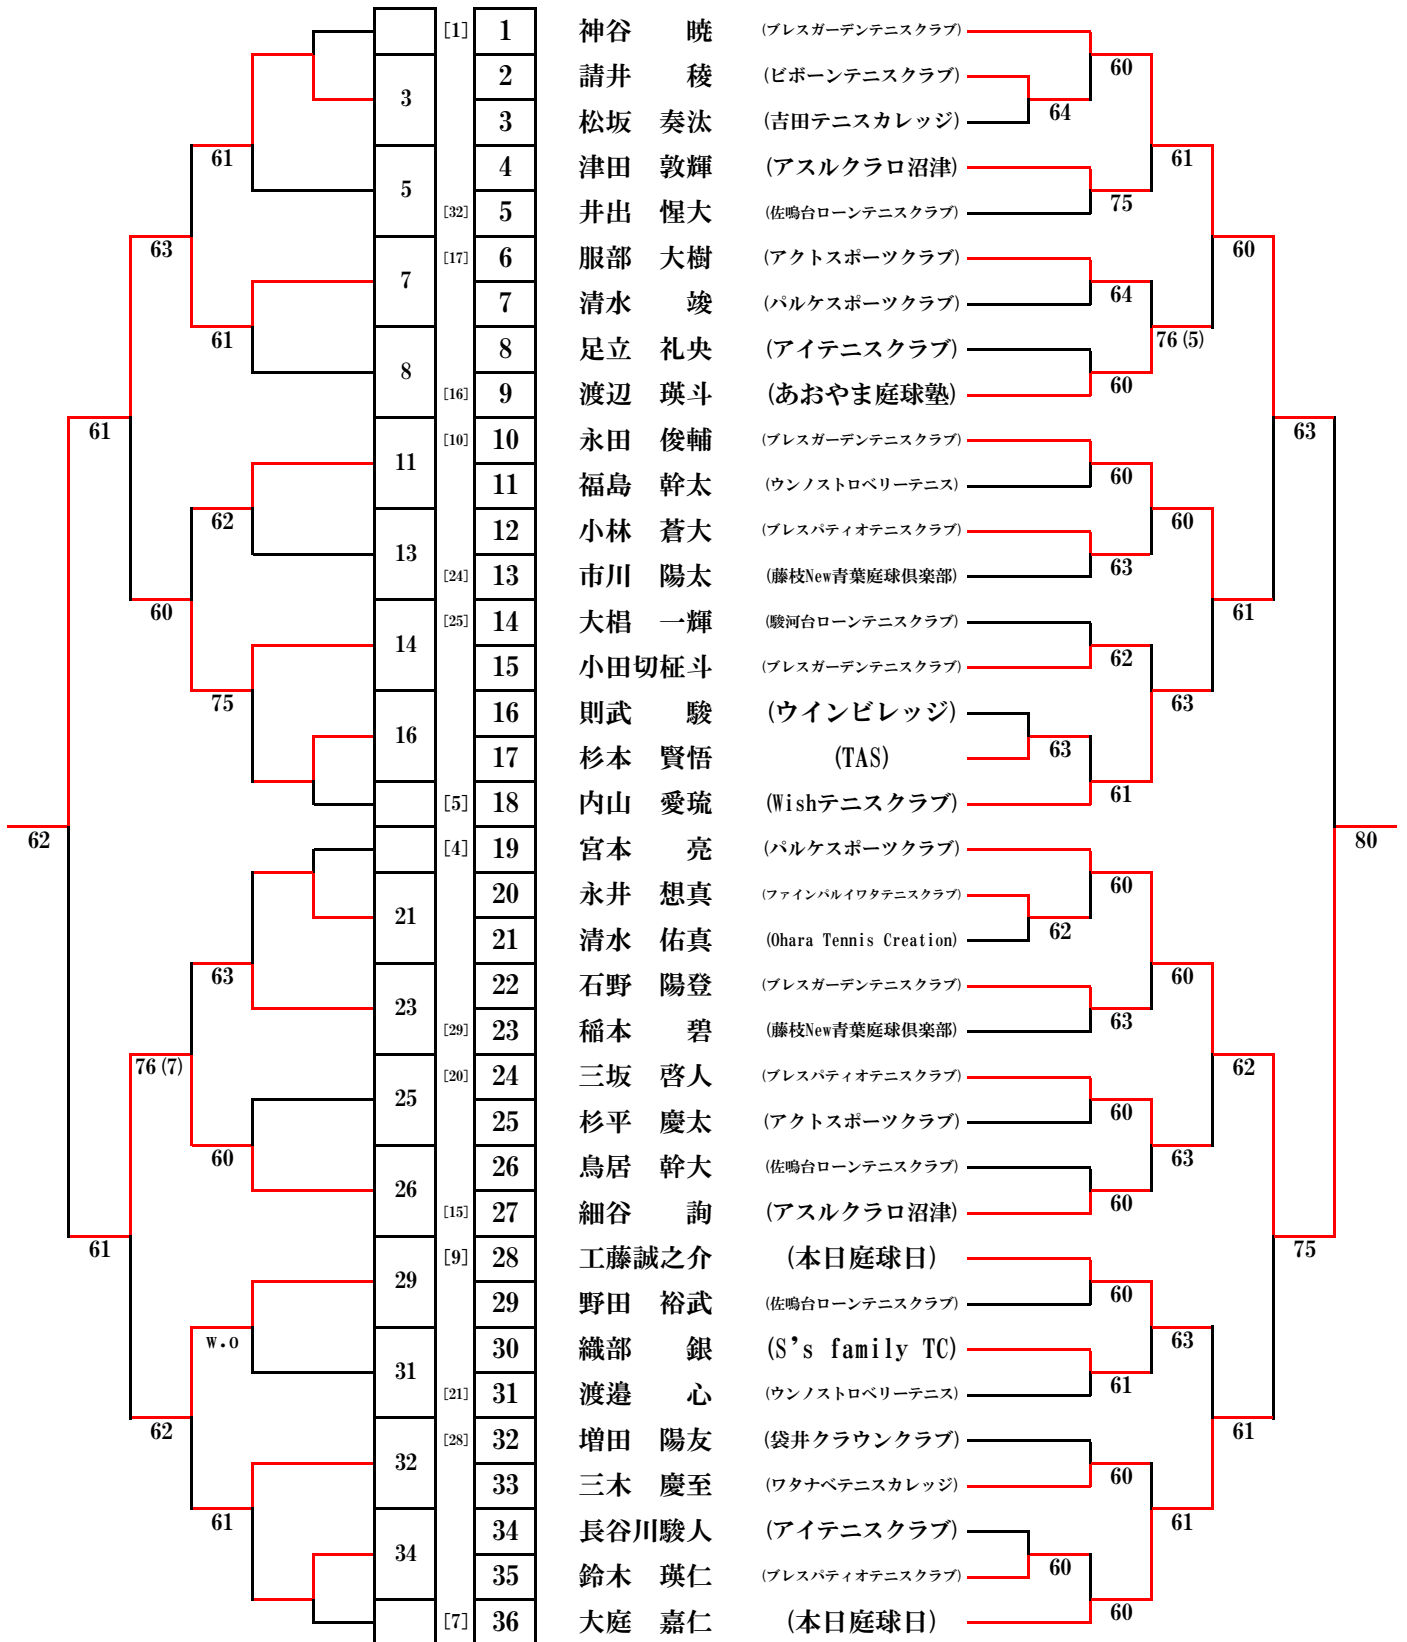 [1] 1 神谷 暁 (ブレスガーデンテニスクラブ)
60
2 請井 稜 (ビボーンテニスクラブ)
3
64
3 松坂 奏汰 (吉田テニスカレッジ)
61
61
4 津田 敦輝 (アスルクラロ沼津)
5
75
[32] 5 井出 惺大 (佐鳴台ローンテニスクラブ)
63
60
[17] 6 服部 大樹 (アクトスポーツクラブ)
7
64
7 清水 竣 (パルケスポーツクラブ)
61
76(5)
8 足立 礼央 (アイテニスクラブ)
8
60
[16] 9 渡辺 瑛斗 (あおやま庭球塾)
61
63
[10] 10 永田 俊輔 (ブレスガーデンテニスクラブ)
11
60
11 福島 幹太 (ウンノストロベリーテニス)
62
60
12 小林 蒼大 (ブレスパティオテニスクラブ)
13
63
[24] 13 市川 陽太 (藤枝New青葉庭球倶楽部)
60
61
[25] 14 大椙 一輝 (駿河台ローンテニスクラブ)
14
62
15 小田切柾斗 (ブレスガーデンテニスクラブ)
75
63
16 則武 駿 (ウインビレッジ)
16
63
17 杉本 賢悟 (TAS)
61
[5] 18 内山 愛琉 (Wishテニスクラブ)
62
80
[4] 19 宮本 亮 (パルケスポーツクラブ)
60
20 永井 想真 (ファインパルイワタテニスクラブ)
21
62
21 清水 佑真 (Ohara Tennis Creation)
63
60
22 石野 陽登 (ブレスガーデンテニスクラブ)
23
63
[29] 23 稲本 碧 (藤枝New青葉庭球倶楽部)
76(7)
62
[20] 24 三坂 啓人 (ブレスパティオテニスクラブ)
25
60
25 杉平 慶太 (アクトスポーツクラブ)
60
63
26 鳥居 幹大 (佐鳴台ローンテニスクラブ)
26
60
[15] 27 細谷 詢 (アスルクラロ沼津)
61
75
[9] 28 工藤誠之介 (本日庭球日)
29
60
29 野田 裕武 (佐鳴台ローンテニスクラブ)
w.o
63
30 織部 銀 (S’s family TC)
31
61
[21] 31 渡邉 心 (ウンノストロベリーテニス)
62
61
[28] 32 増田 陽友 (袋井クラウンクラブ)
32
60
33 三木 慶至 (ワタナベテニスカレッジ)
61
61
34 長谷川駿人 (アイテニスクラブ)
34
60
35 鈴木 瑛仁 (ブレスパティオテニスクラブ)
60
[7] 36 大庭 嘉仁 (本日庭球日)